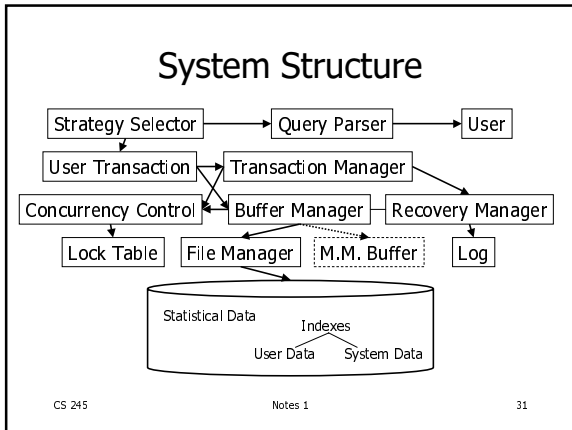 System Structure
Strategy Selector
Query Parser
User
User Transaction
Transaction Manager
Concurrency Control
Buffer Manager
Recovery Manager
Lock Table
File Manager
M.M. Buffer
Log
Statistical Data
Indexes
User Data
System Data
CS 245
Notes 1
31